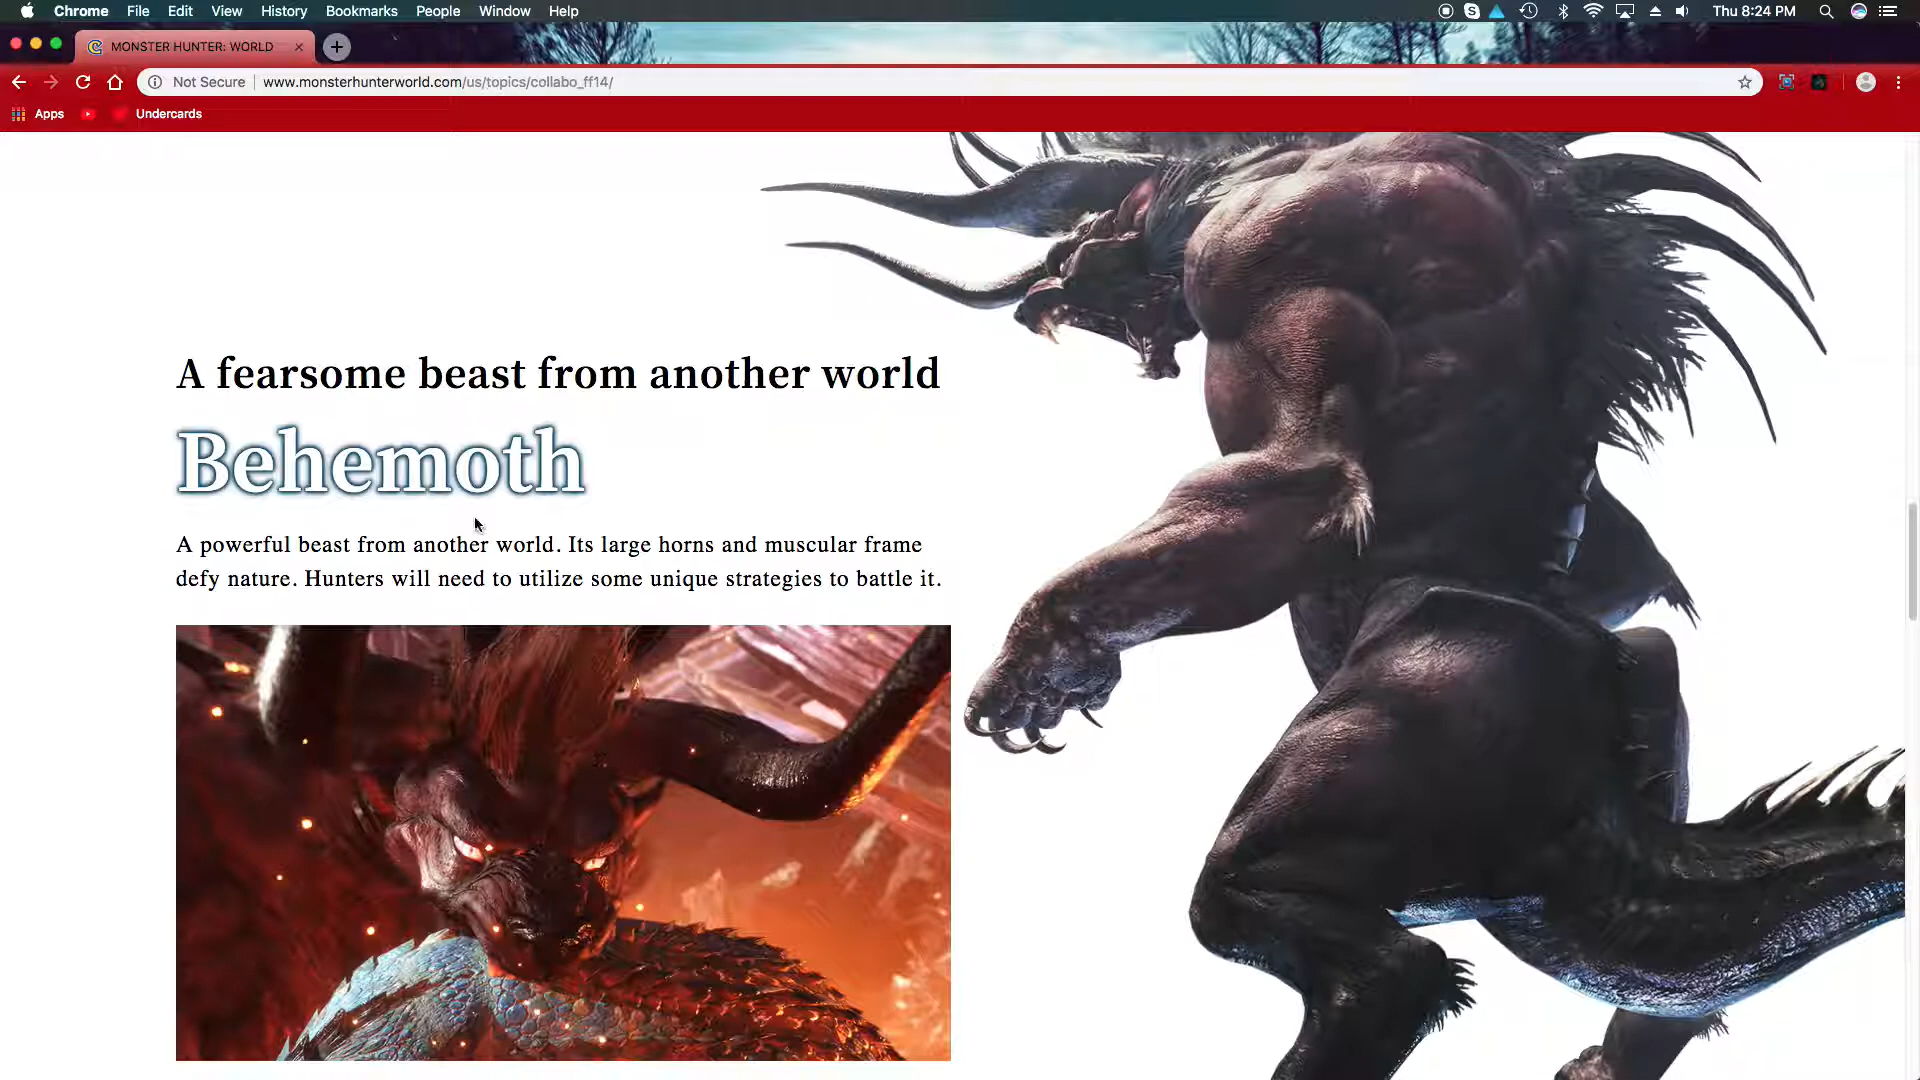 Chrome File Edit View History Bookmarks People Window Help
Thu 8:24 PM
MONSTER HUNTER: WORLD
Not Secure www.monsterhunterworld.com/us/topics/collabo_ff14/
Apps Undercards
A fearsome beast from another world
Behemoth
A powerful beast from another world. Its large horns and muscular frame
defy nature. Hunters will need to utilize some unique strategies to battle it.